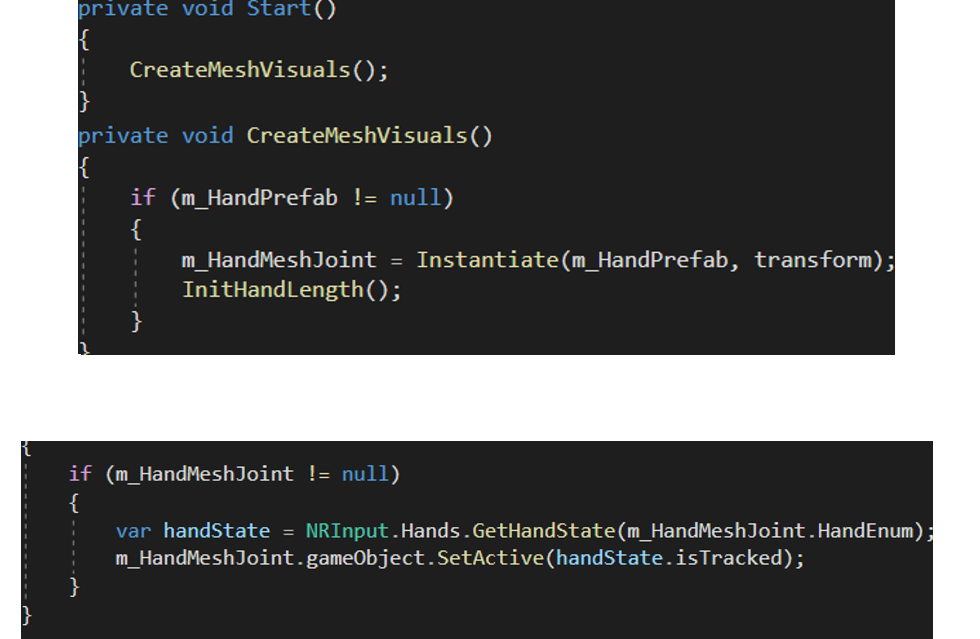 private void Start()
{
CreateMeshVisuals();
}
private void CreateMeshVisuals()
{
if (m_HandPrefab != null)
{
m_HandMeshJoint = Instantiate(m_HandPrefab, transform);
InitHandLength();
}
}
{
if (m_HandMeshJoint != null)
{
var handState = NRInput.Hands.GetHandState(m_HandMeshJoint.HandEnum);
m_HandMeshJoint.gameObject.SetActive(handState.isTracked);
}
}